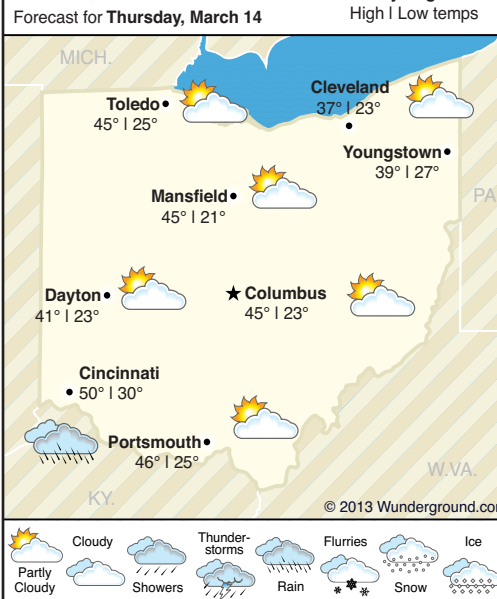 Forecast for Thursday, March 14
High | Low temps
MICH.
Toledo
45° | 25°
Cleveland
37° | 23°
Youngstown
39° | 27°
Mansfield
45° | 21°
PA
Dayton
41° | 23°
Columbus
45° | 23°
Cincinnati
50° | 30°
Portsmouth
46° | 25°
W.VA.
KY.
© 2013 Wunderground.com
Partly
Cloudy
Cloudy
Showers
Thunder-
storms
Rain
Flurries
Snow
Ice